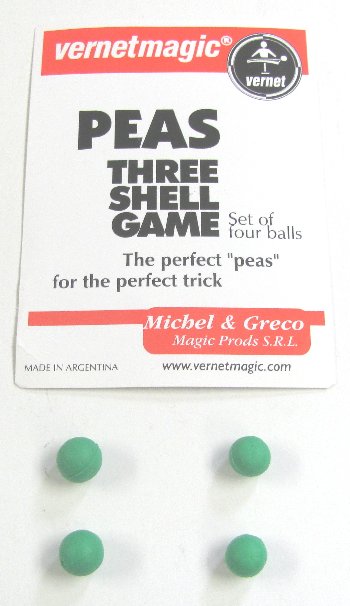 vernetmagic®
vernet
PEAS
THREE
SHELL
GAME
Set of
four balls
The perfect "peas"
for the perfect trick
Michel & Greco
Magic Prods S.R.L.
MADE IN ARGENTINA
www.vernetmagic.com